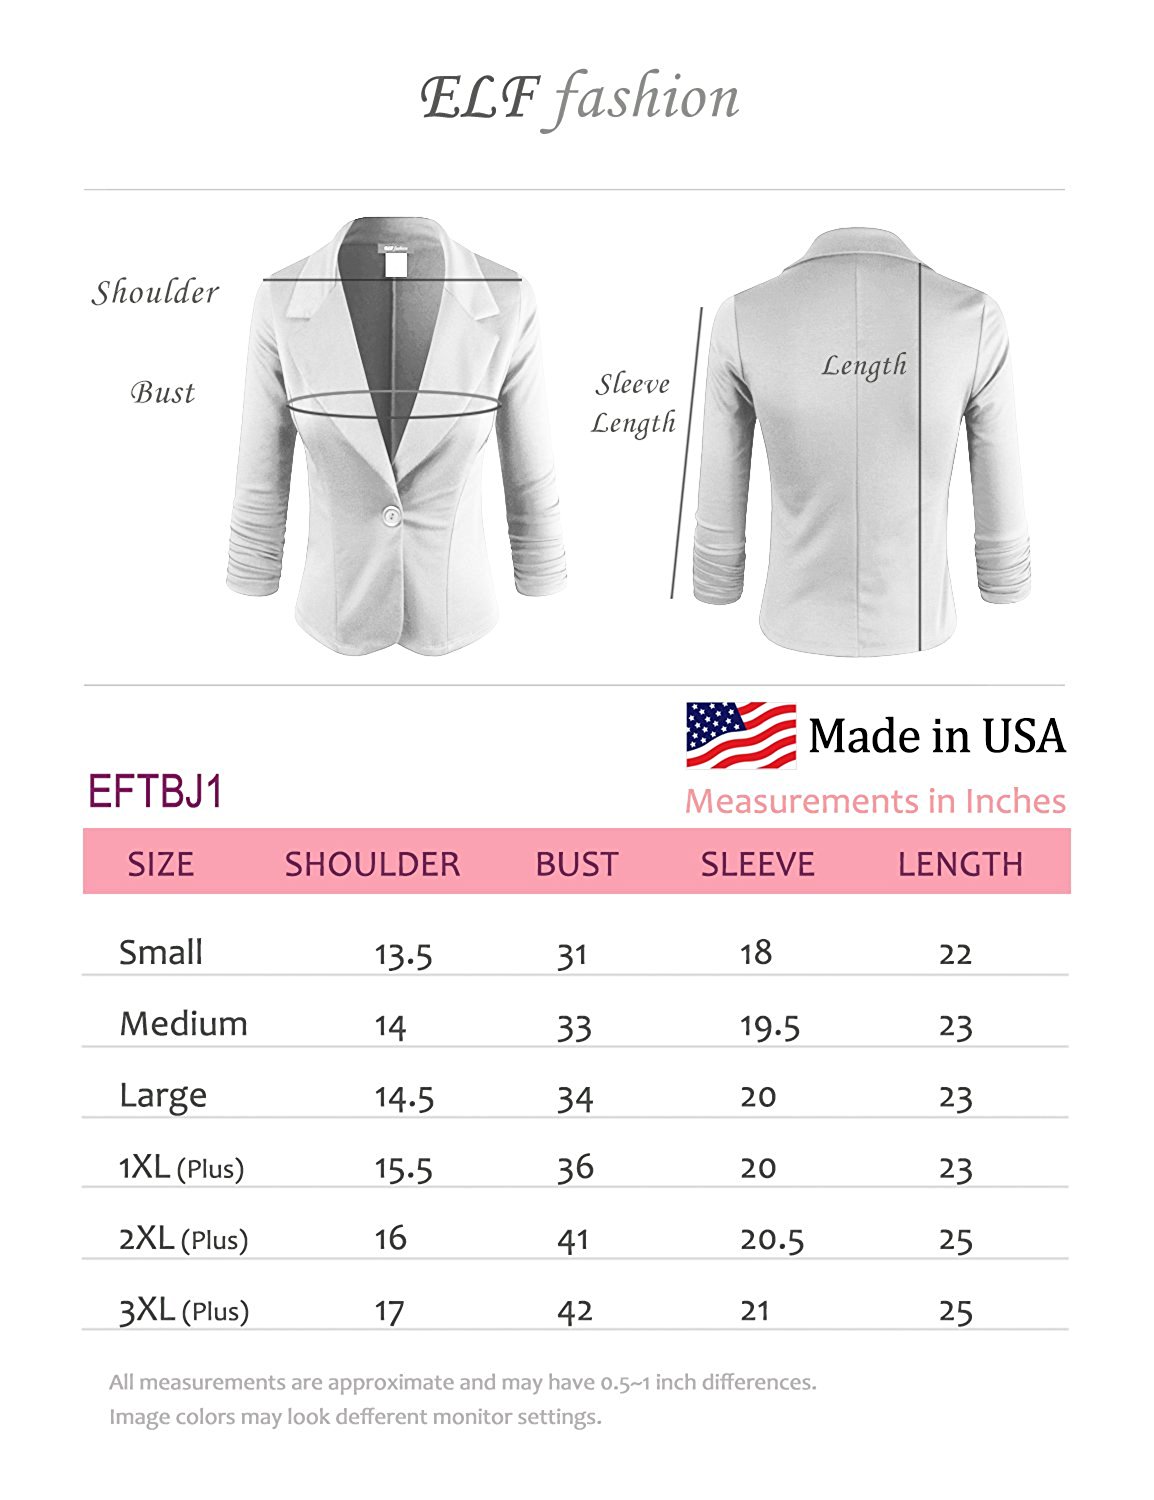 ELF fashion
ELF fashion
Shoulder
Bust
Sleeve
Length
Length
Made in USA
EFTBJ1
Measurements in Inches
SIZE SHOULDER BUST SLEEVE LENGTH
Small 13.5 31 18 22
Medium 14 33 19.5 23
Large 14.5 34 20 23
1XL (Plus) 15.5 36 20 23
2XL (Plus) 16 41 20.5 25
3XL (Plus) 17 42 21 25
All measurements are approximate and may have 0.5~1 inch differences.
Image colors may look defferent monitor settings.